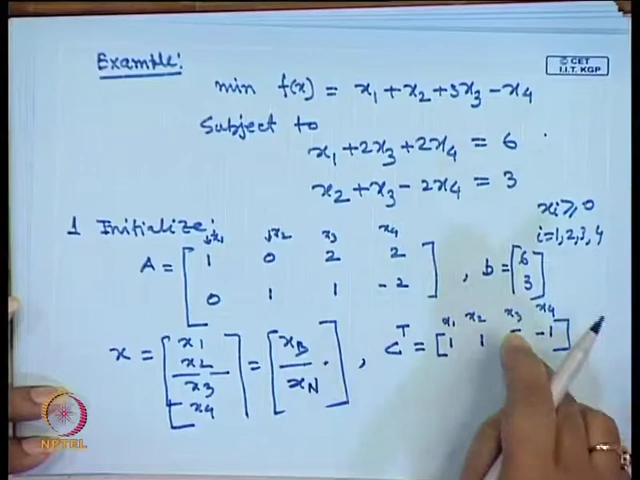 Example:
© CET
I.I.T. KGP
min f(x) = x₁ + x₂ + 3x₃ - x₄
Subject to
x₁ + 2x₃ + 2x₄ = 6
x₂ + x₃ - 2x₄ = 3
xi ≥ 0
i = 1, 2, 3, 4
1 Initialize:
↓x₁ ↓x₂ x₃ x₄
A = [ 1 0 2 2
0 1 1 -2 ] , b = [ 6
3 ]
x = [ x₁
x₂
x₃
x₄ ] = [ xB
xN ] , Cᵀ = [ 1 1 -1 ]
x₁ x₂ x₃ x₄
NPTEL